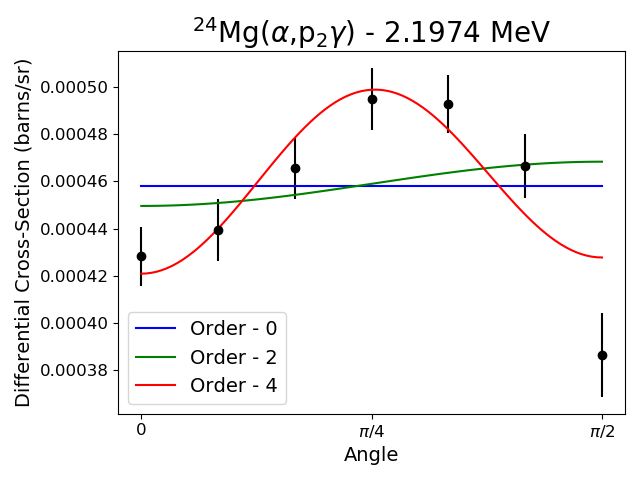 ²⁴Mg(α,p₂γ) - 2.1974 MeV
Differential Cross-Section (barns/sr)
0.00050
0.00048
0.00046
0.00044
0.00042
0.00040
0.00038
Order - 0
Order - 2
Order - 4
0
π/4
π/2
Angle